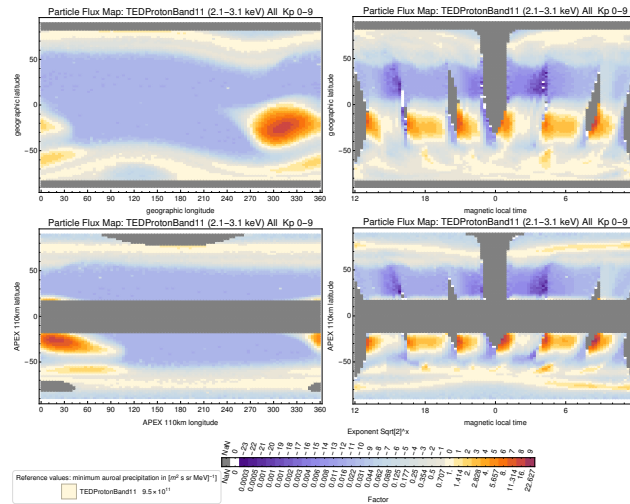 Particle Flux Map: TEDProtonBand11 (2.1−3.1 keV) All Kp 0−9
Particle Flux Map: TEDProtonBand11 (2.1−3.1 keV) All Kp 0−9
geographic latitude
50
0
−50
0 30 60 90 120 150 180 210 240 270 300 330 360
geographic longitude
geographic latitude
50
0
−50
12 18 0 6
magnetic local time
Particle Flux Map: TEDProtonBand11 (2.1−3.1 keV) All Kp 0−9
Particle Flux Map: TEDProtonBand11 (2.1−3.1 keV) All Kp 0−9
APEX 110km latitude
50
0
−50
0 30 60 90 120 150 180 210 240 270 300 330 360
APEX 110km longitude
APEX 110km latitude
50
0
−50
12 18 0 6
magnetic local time
Exponent Sqrt[2]^x
NaN
Factor
Reference values: minimum auroal precipitation in [m² s sr MeV]⁻¹
TEDProtonBand11 9.5×10¹¹